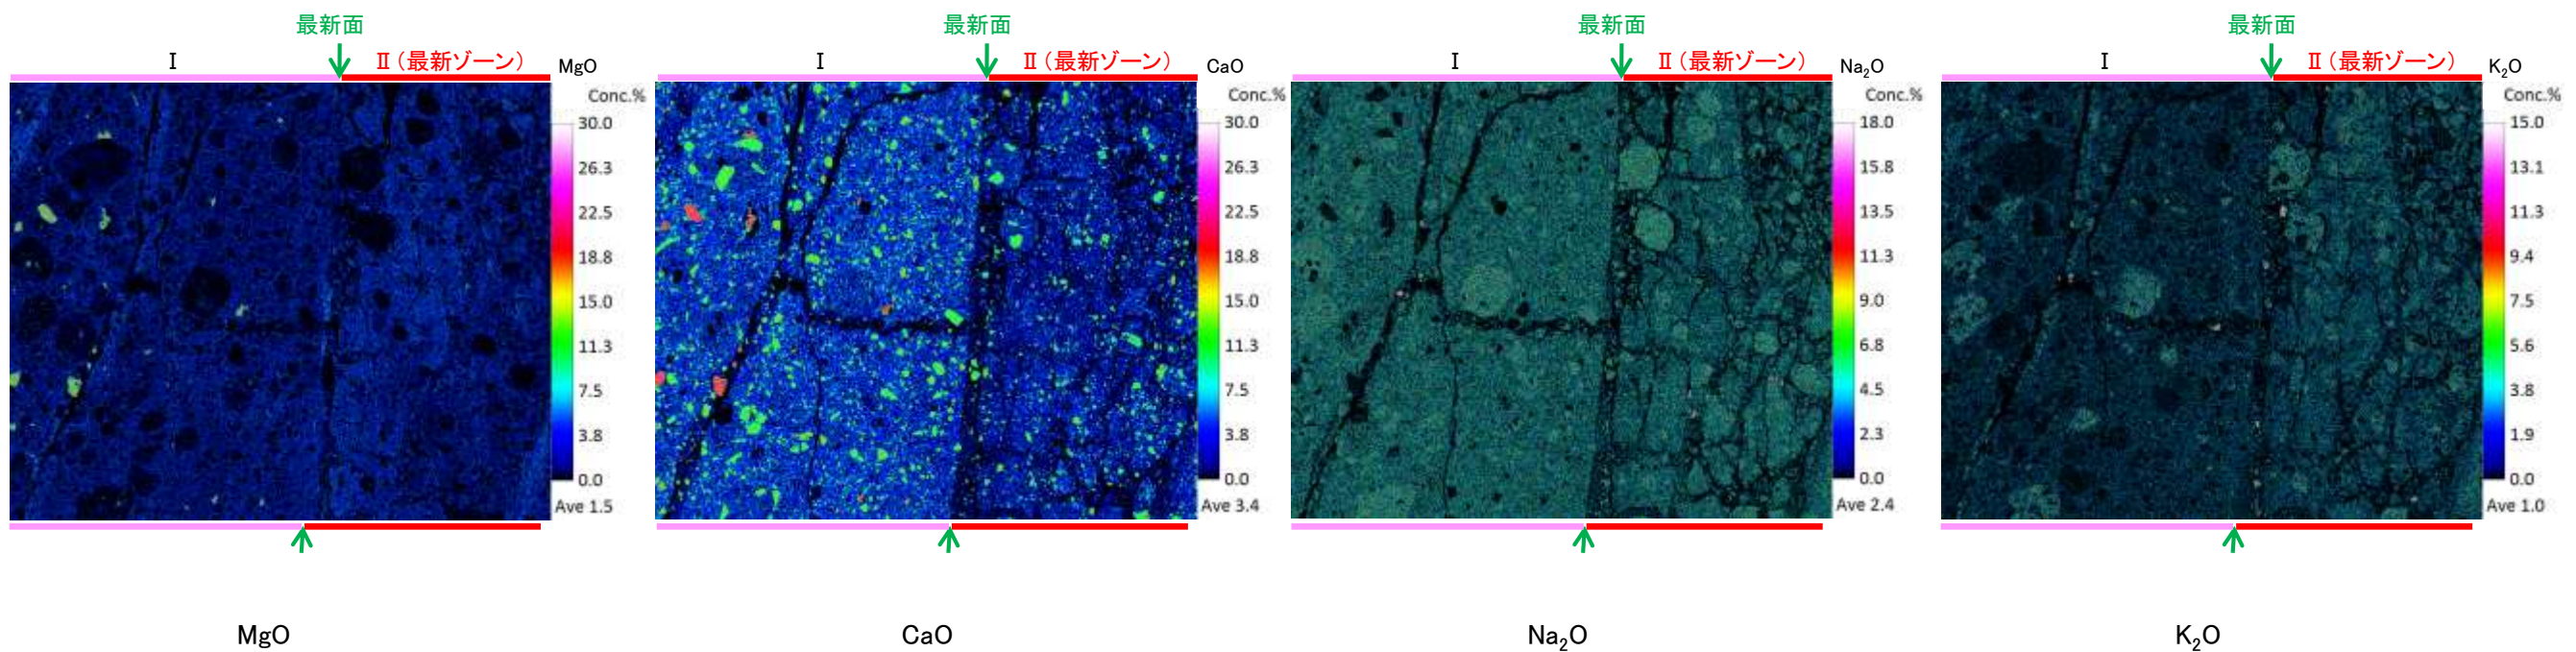 最新面
I
Ⅱ（最新ゾーン）
MgO
Conc.%
30.0
26.3
22.5
18.8
15.0
11.3
7.5
3.8
0.0
Ave 1.5
MgO
最新面
I
Ⅱ（最新ゾーン）
CaO
Conc.%
30.0
26.3
22.5
18.8
15.0
11.3
7.5
3.8
0.0
Ave 3.4
CaO
最新面
I
Ⅱ（最新ゾーン）
Na₂O
Conc.%
18.0
15.8
13.5
11.3
9.0
6.8
4.5
2.3
0.0
Ave 2.4
Na₂O
最新面
I
Ⅱ（最新ゾーン）
K₂O
Conc.%
15.0
13.1
11.3
9.4
7.5
5.6
3.8
1.9
0.0
Ave 1.0
K₂O